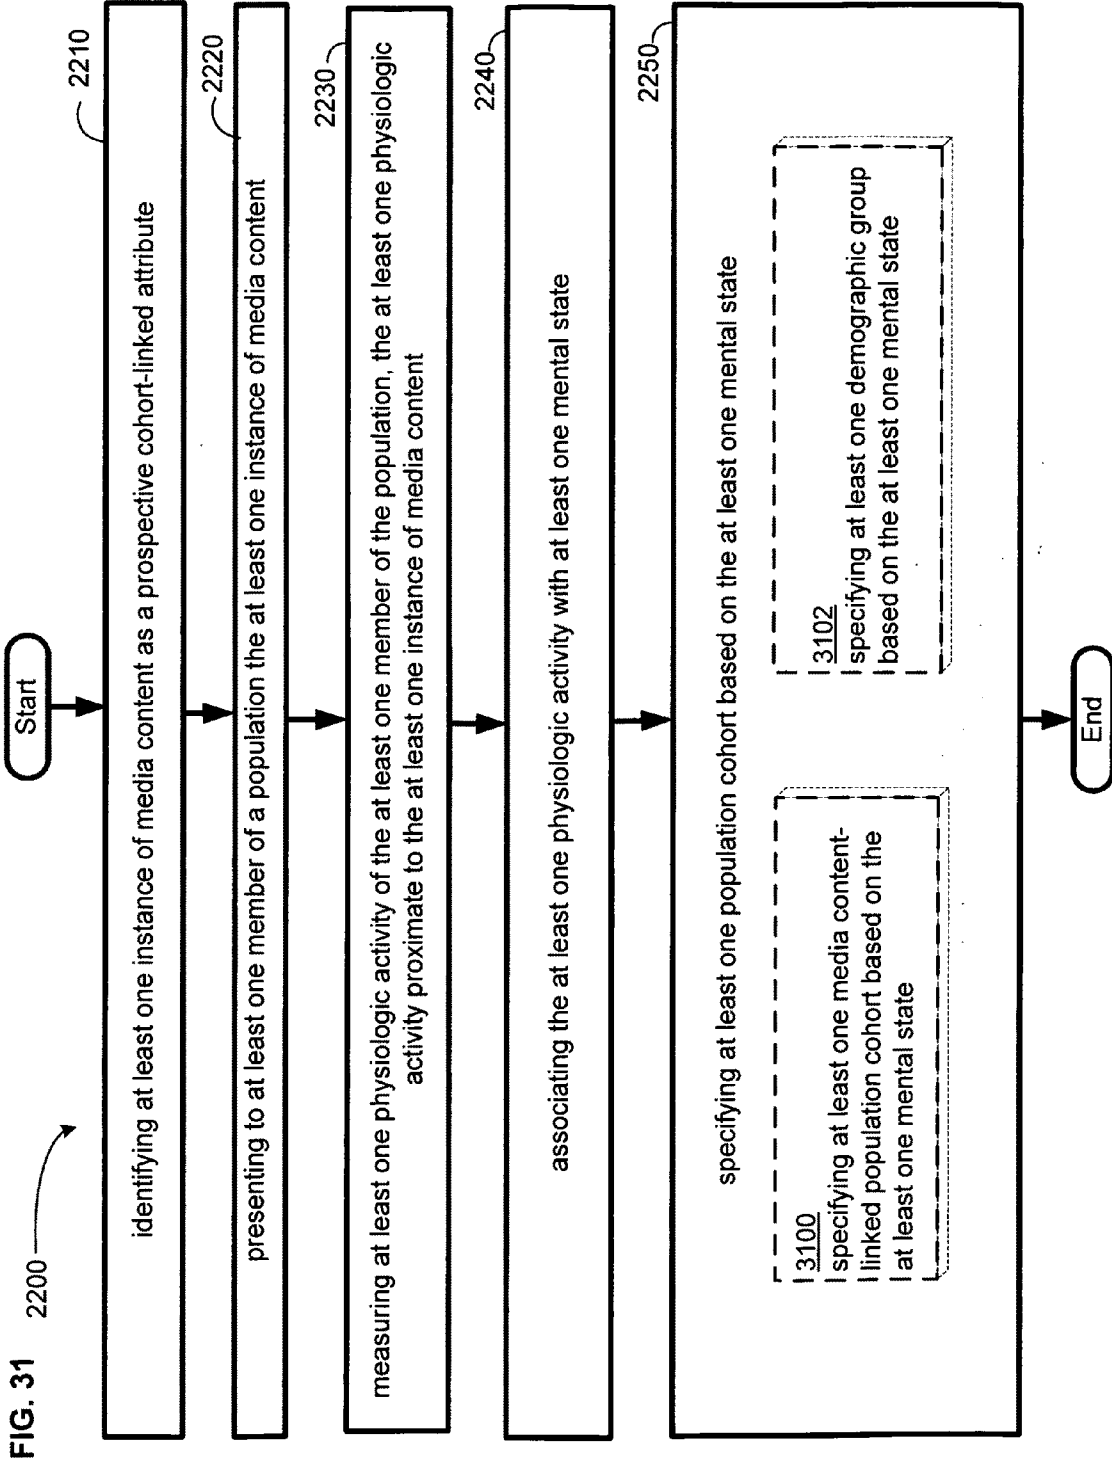 FIG. 31
2200
Start
2210
identifying at least one instance of media content as a prospective cohort-linked attribute
2220
presenting to at least one member of a population the at least one instance of media content
2230
measuring at least one physiologic activity of the at least one member of the population, the at least one physiologic
activity proximate to the at least one instance of media content
2240
associating the at least one physiologic activity with at least one mental state
2250
specifying at least one population cohort based on the at least one mental state
3100
specifying at least one media content-
linked population cohort based on the
at least one mental state
3102
specifying at least one demographic group
based on the at least one mental state
End